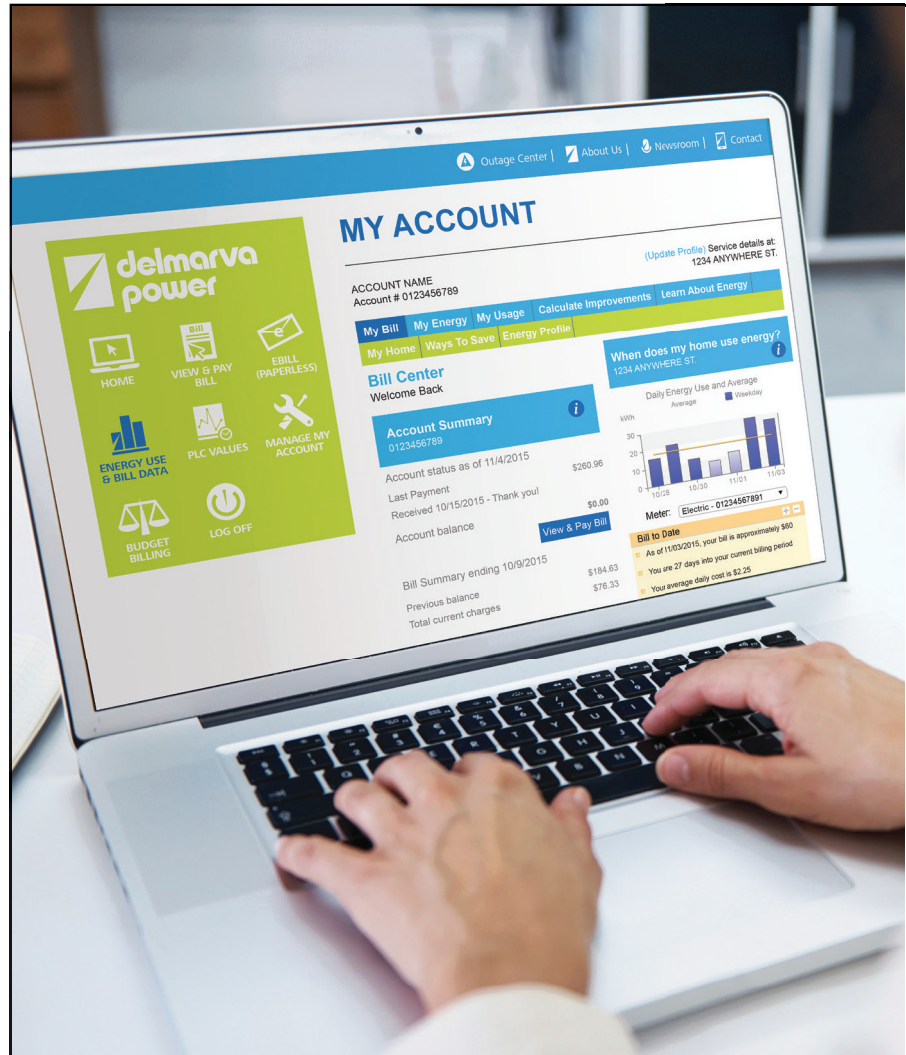 Outage Center | About Us | Newsroom | Contact
delmarva
power
HOME
Bill
VIEW & PAY
BILL
e
EBILL
(PAPERLESS)
ENERGY USE
& BILL DATA
PLC VALUES
MANAGE MY
ACCOUNT
BUDGET
BILLING
LOG OFF
MY ACCOUNT
(Update Profile) Service details at:
1234 ANYWHERE ST.
ACCOUNT NAME
Account # 0123456789
My Bill My Energy My Usage Calculate Improvements Learn About Energy
My Home Ways To Save Energy Profile
Bill Center
Welcome Back
Account Summary i
0123456789
Account status as of 11/4/2015
Last Payment $260.96
Received 10/15/2015 - Thank you!
Account balance $0.00
View & Pay Bill
Bill Summary ending 10/9/2015
Previous balance $184.63
Total current charges $76.33
When does my home use energy?
1234 ANYWHERE ST. i
Daily Energy Use and Average
Average Weekday
kWh
30
20
10
0
10/28 10/30 11/01 11/03
Meter: Electric - 01234567891
Bill to Date + −
As of 11/03/2015, your bill is approximately $60
You are 27 days into your current billing period
Your average daily cost is $2.25